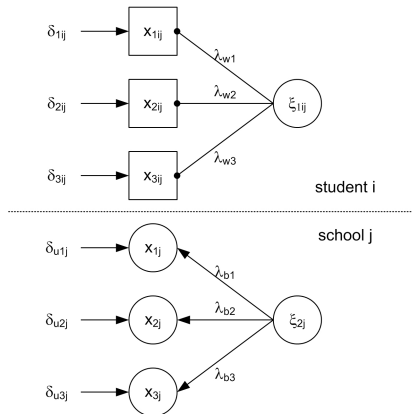 δ1ij x1ij
λw1
δ2ij x2ij λw2 ξ1ij
λw3
δ3ij x3ij
student i
school j
δu1j x1j
λb1
δu2j x2j λb2 ξ2j
λb3
δu3j x3j